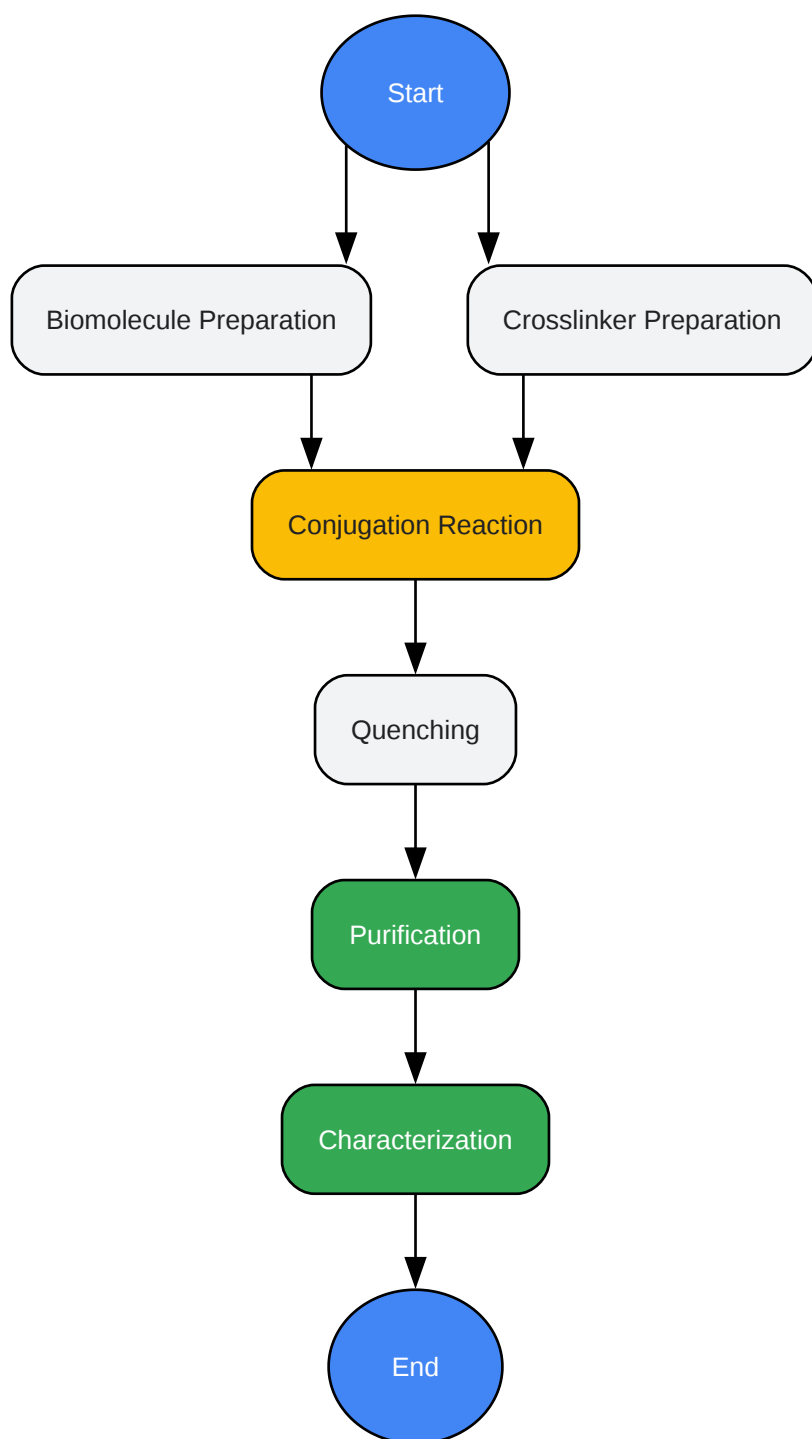 Start
Biomolecule Preparation
Crosslinker Preparation
Conjugation Reaction
Quenching
Purification
Characterization
End